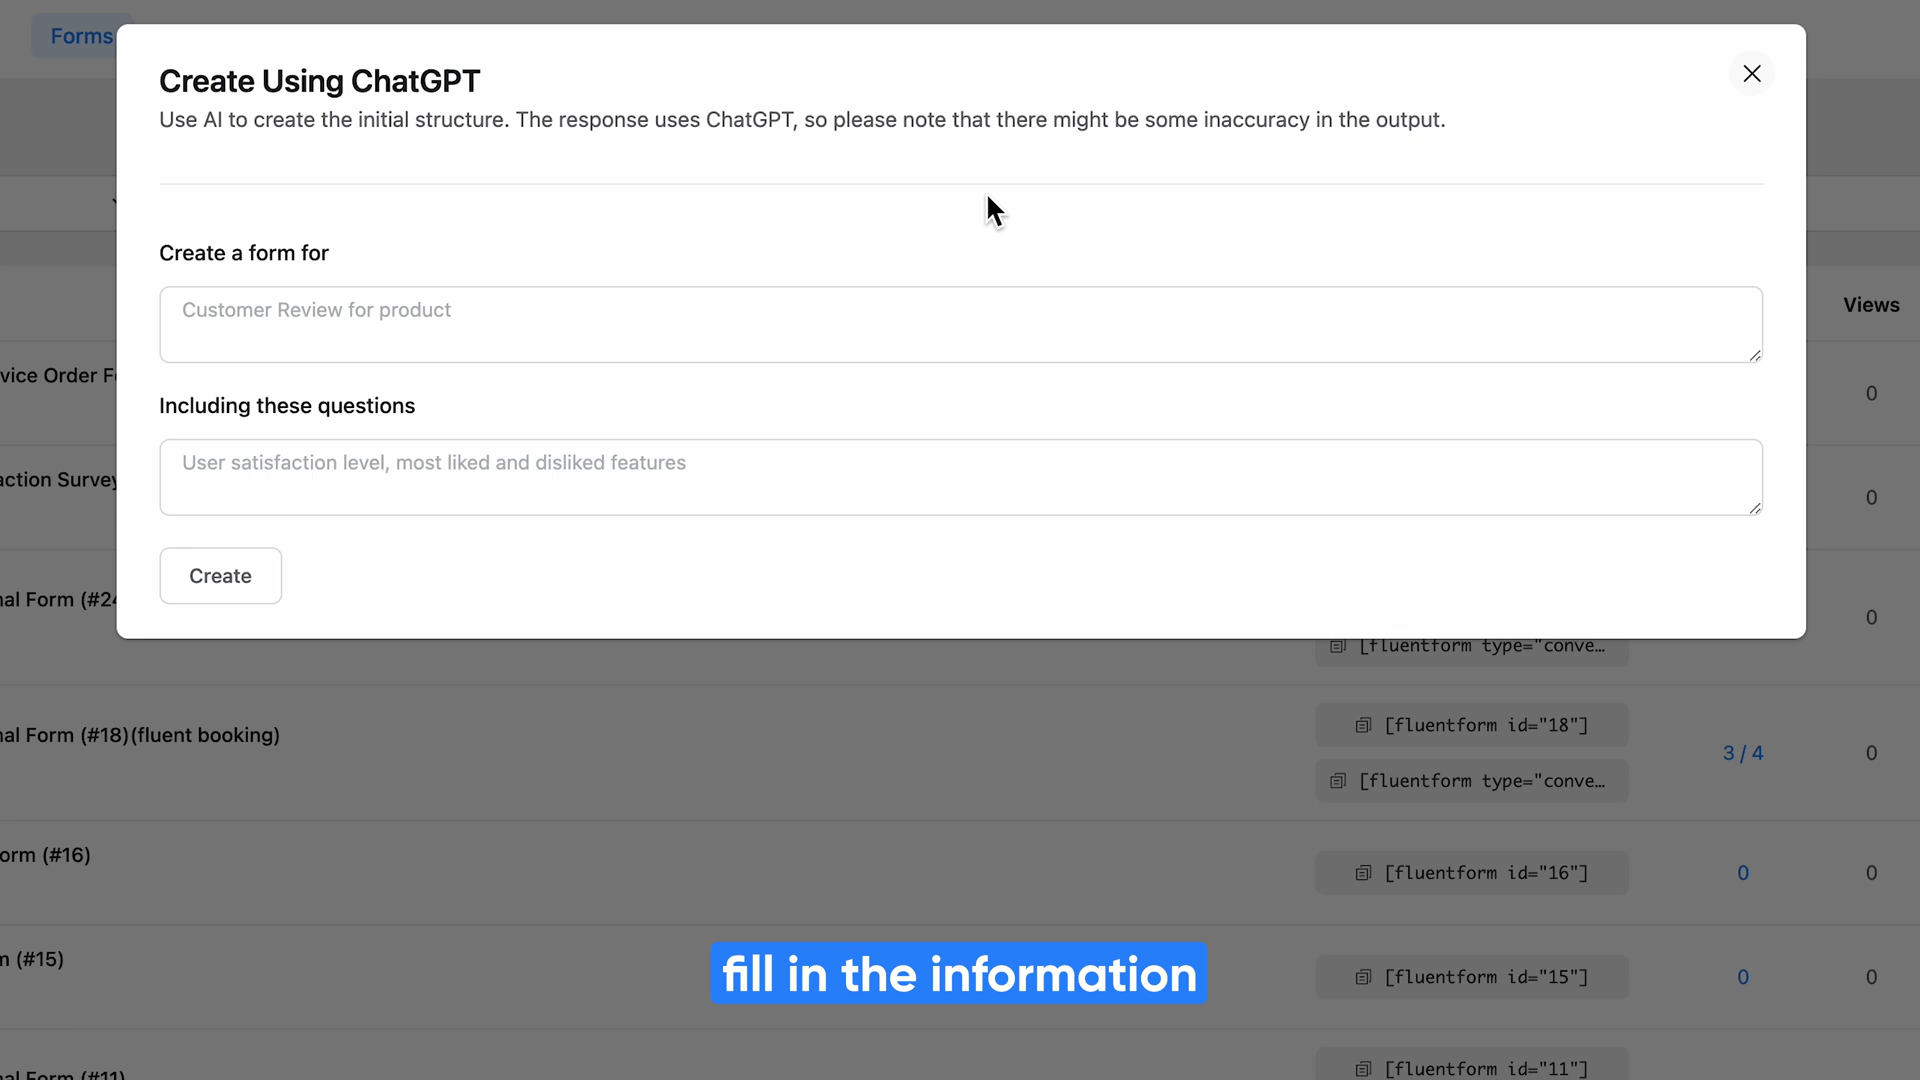 Forms
Create Using ChatGPT
Use AI to create the initial structure. The response uses ChatGPT, so please note that there might be some inaccuracy in the output.
Create a form for
Customer Review for product
Including these questions
User satisfaction level, most liked and disliked features
Create
Views
vice Order F
0
action Survey
0
nal Form (#24
0
[fluentform type="conve...
nal Form (#18)(fluent booking)
[fluentform id="18"]
3 / 4
0
[fluentform type="conve...
orm (#16)
[fluentform id="16"]
0
0
m (#15)
[fluentform id="15"]
0
0
fill in the information
nal Form (#11)
[fluentform id="11"]